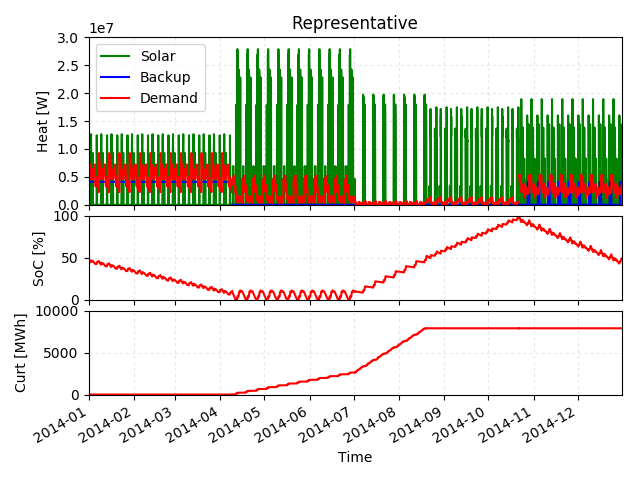 Representative
1e7
3.0
2.5
2.0
1.5
1.0
0.5
0.0
Heat [W]
Solar
Backup
Demand
100
50
0
SoC [%]
10000
5000
0
Curt [MWh]
2014-01
2014-02
2014-03
2014-04
2014-05
2014-06
2014-07
2014-08
2014-09
2014-10
2014-11
2014-12
Time